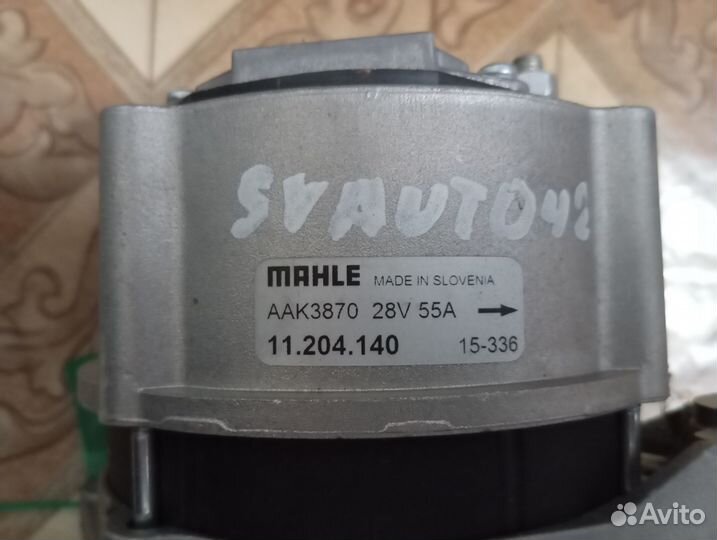 SVAUTO42
MAHLE MADE IN SLOVENIA
AAK3870 28V 55A →
11.204.140 15-336
Avito